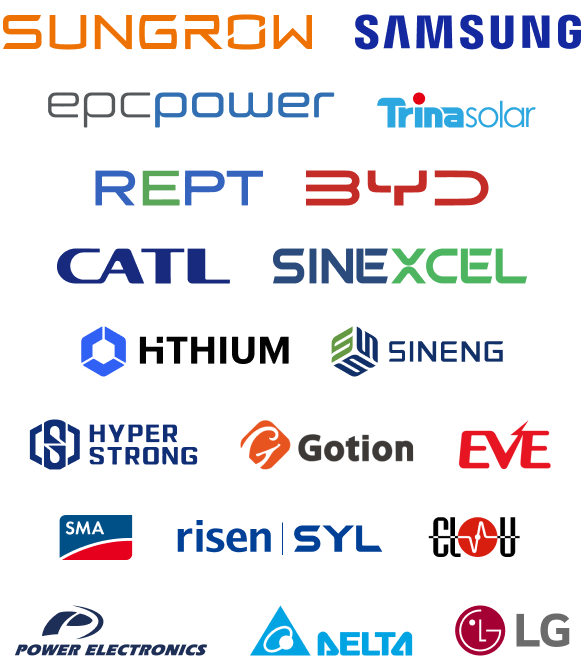 SUNGROW SAMSUNG
epcpower Trinasolar
REPT BYD
CATL SINEXCEL
HiTHIUM SINENG
HYPER
STRONG
Gotion EVE
SMA risen | SYL CLOU
POWER ELECTRONICS DELTA LG